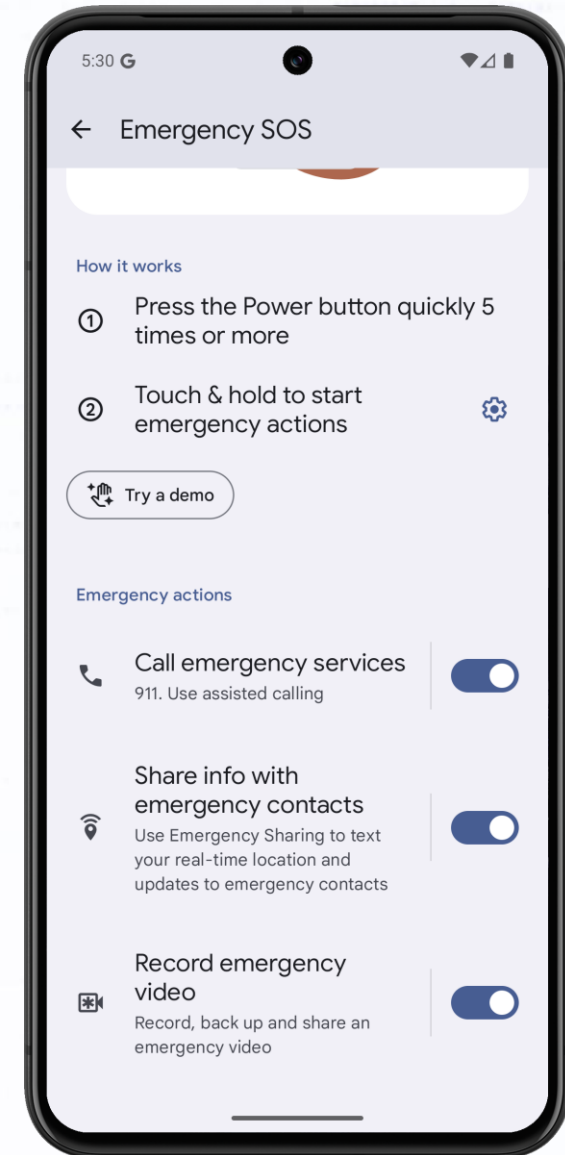 5:30 G
Emergency SOS
How it works
1 Press the Power button quickly 5
times or more
2 Touch & hold to start
emergency actions
Try a demo
Emergency actions
Call emergency services
911. Use assisted calling
Share info with
emergency contacts
Use Emergency Sharing to text
your real-time location and
updates to emergency contacts
Record emergency
video
Record, back up and share an
emergency video